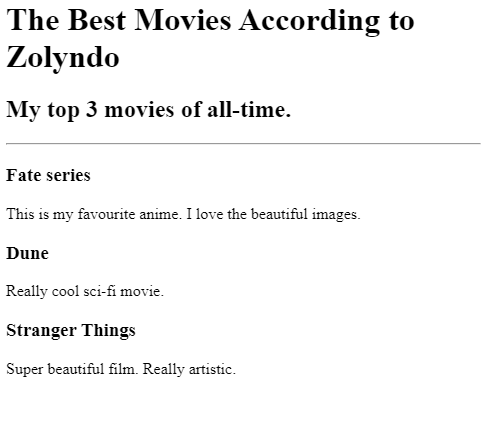 The Best Movies According to
Zolyndo
My top 3 movies of all-time.
Fate series
This is my favourite anime. I love the beautiful images.
Dune
Really cool sci-fi movie.
Stranger Things
Super beautiful film. Really artistic.